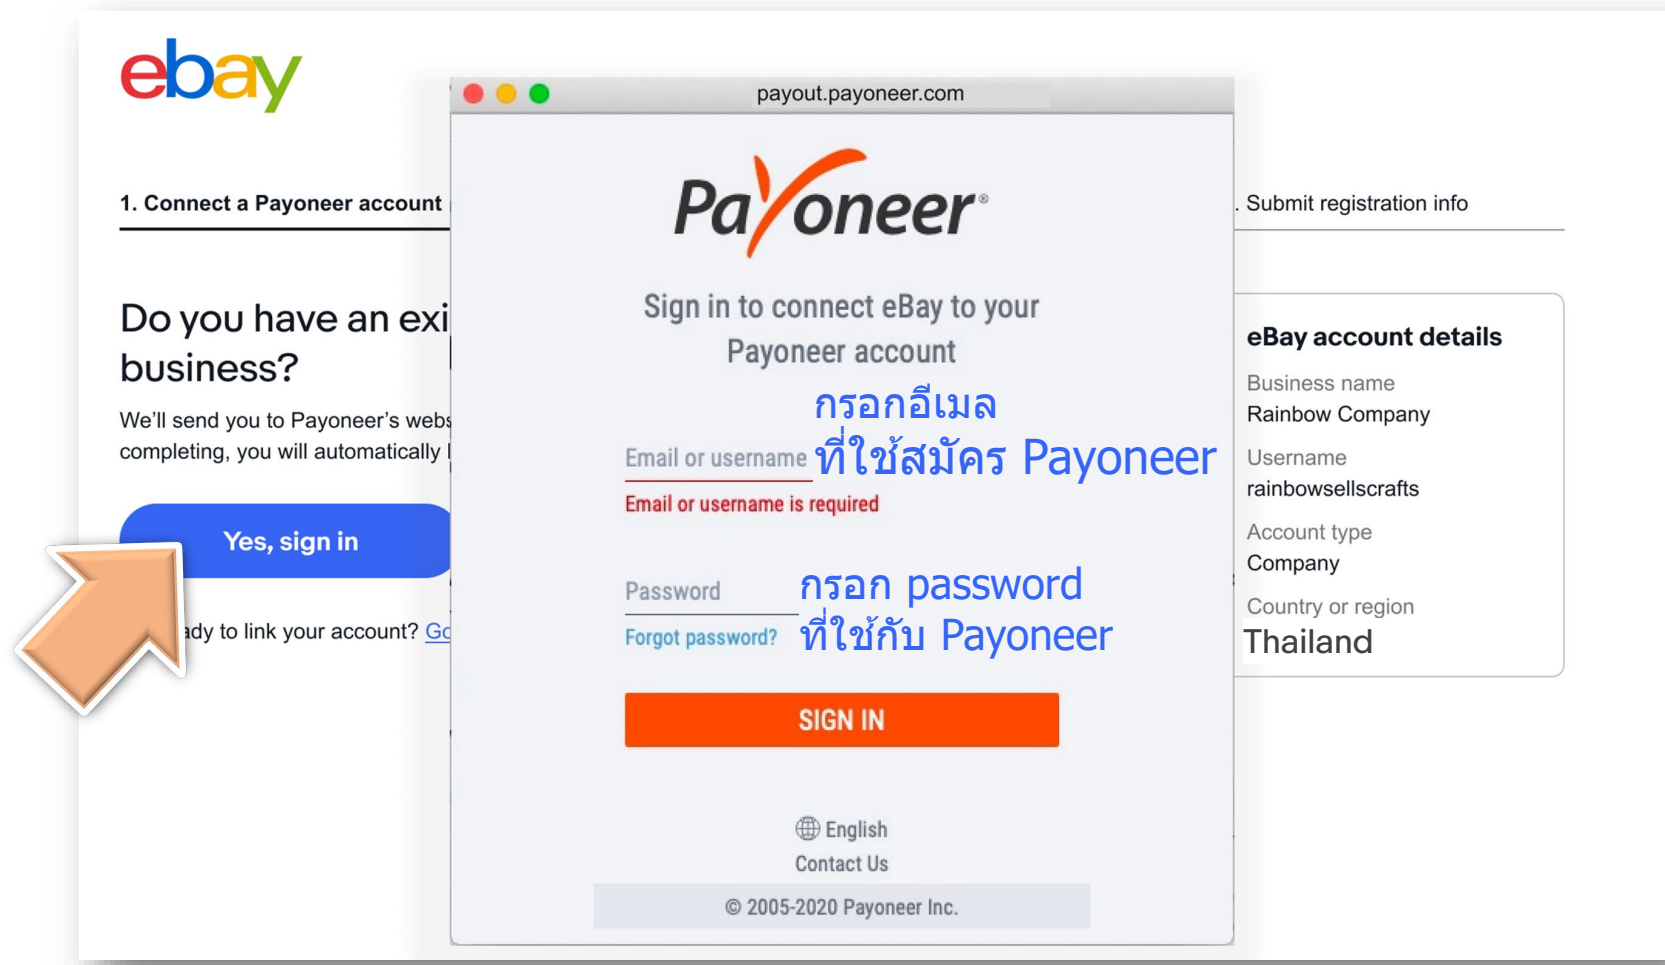 ebay
payout.payoneer.com
1. Connect a Payoneer account
. Submit registration info
Payoneer®
Sign in to connect eBay to your
Payoneer account
Do you have an exi
business?
We'll send you to Payoneer's webs
completing, you will automatically
Yes, sign in
ady to link your account? Go
กรอกอีเมล
ที่ใช้สมัคร Payoneer
Email or username
Email or username is required
กรอก password
ที่ใช้กับ Payoneer
Password
Forgot password?
SIGN IN
English
Contact Us
© 2005-2020 Payoneer Inc.
eBay account details
Business name
Rainbow Company
Username
rainbowsellscrafts
Account type
Company
Country or region
Thailand